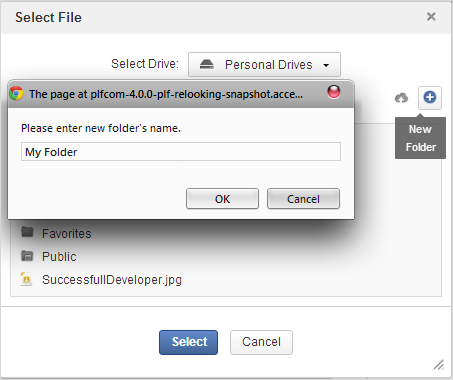 Select File
Select Drive: Personal Drives
The page at plfcom-4.0.0-plf-relooking-snapshot.acce...
Please enter new folder's name.
My Folder
OK Cancel
New
Folder
Favorites
Public
SuccessfullDeveloper.jpg
Select Cancel